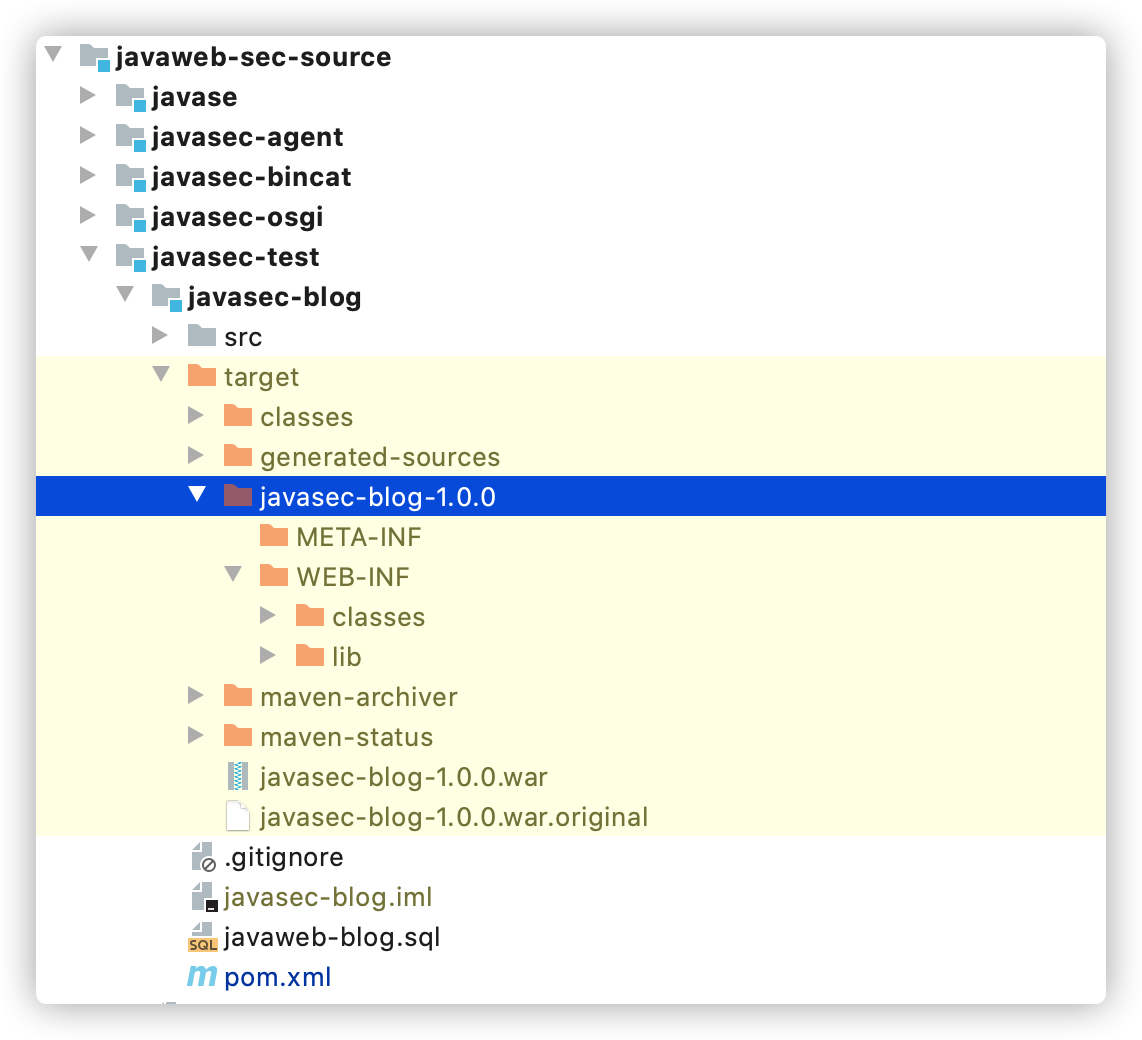 javaweb-sec-source
javase
javasec-agent
javasec-bincat
javasec-osgi
javasec-test
javasec-blog
src
target
classes
generated-sources
javasec-blog-1.0.0
META-INF
WEB-INF
classes
lib
maven-archiver
maven-status
javasec-blog-1.0.0.war
javasec-blog-1.0.0.war.original
.gitignore
javasec-blog.iml
SQL javaweb-blog.sql
m pom.xml